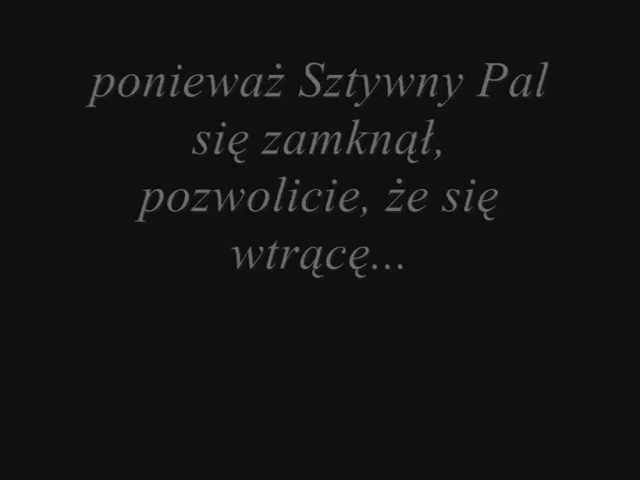 ponieważ Sztywny Pal
się zamknął,
pozwolicie, że się
wtrącę...